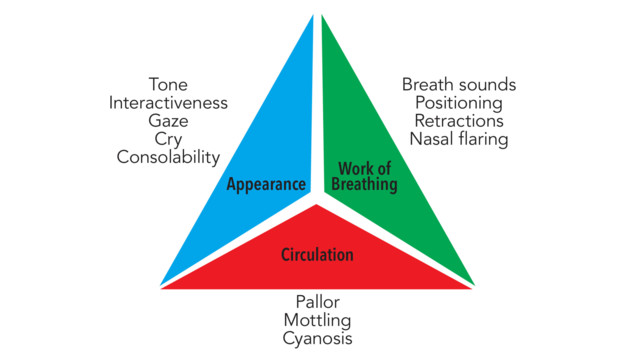 Tone
Interactiveness
Gaze
Cry
Consolability
Appearance
Breath sounds
Positioning
Retractions
Nasal flaring
Work of
Breathing
Circulation
Pallor
Mottling
Cyanosis